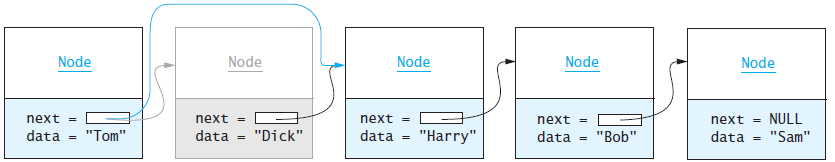 Node
next =
data = "Tom"
Node
next =
data = "Dick"
Node
next =
data = "Harry"
Node
next =
data = "Bob"
Node
next = NULL
data = "Sam"